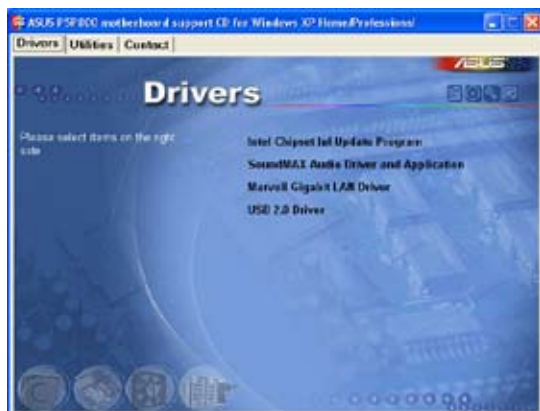 ASUS P5P800 motherboard support CD for Windows XP Home/Professional
Drivers
Utilities
Contact
ASUS
Drivers
Please select items on the right side
Intel Chipset Inf Update Program
SoundMAX Audio Driver and Application
Marvell Gigabit LAN Driver
USB 2.0 Driver